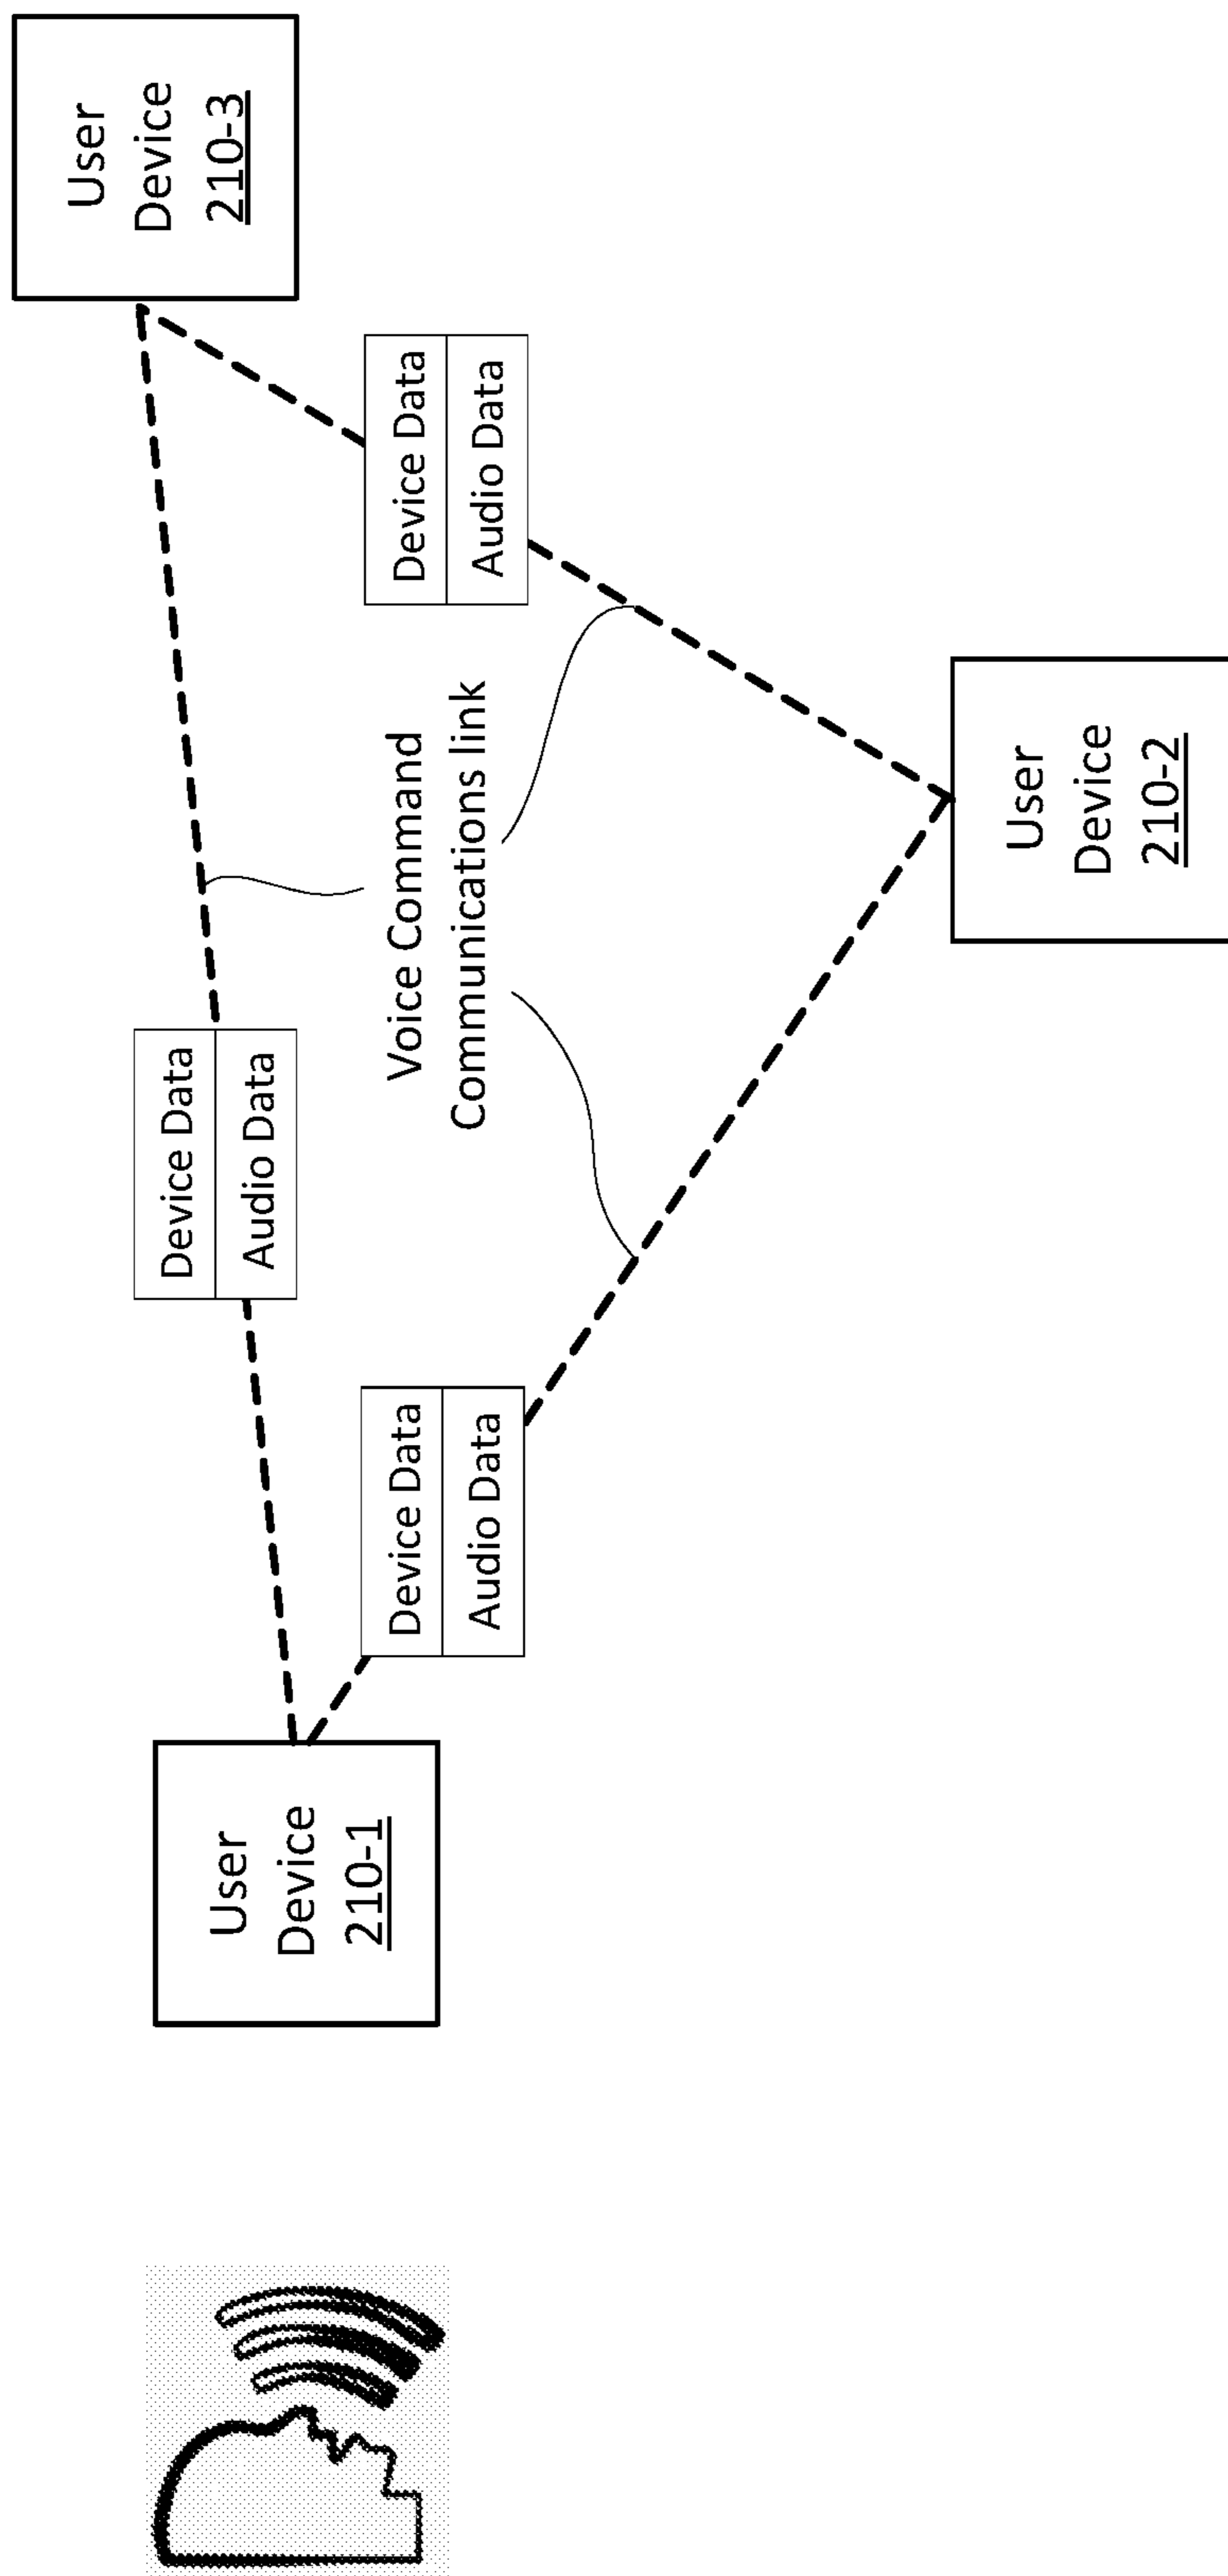 User
Device
210-1
Device Data
Audio Data
Device Data
Audio Data
Voice Command
Communications link
Device Data
Audio Data
User
Device
210-3
User
Device
210-2